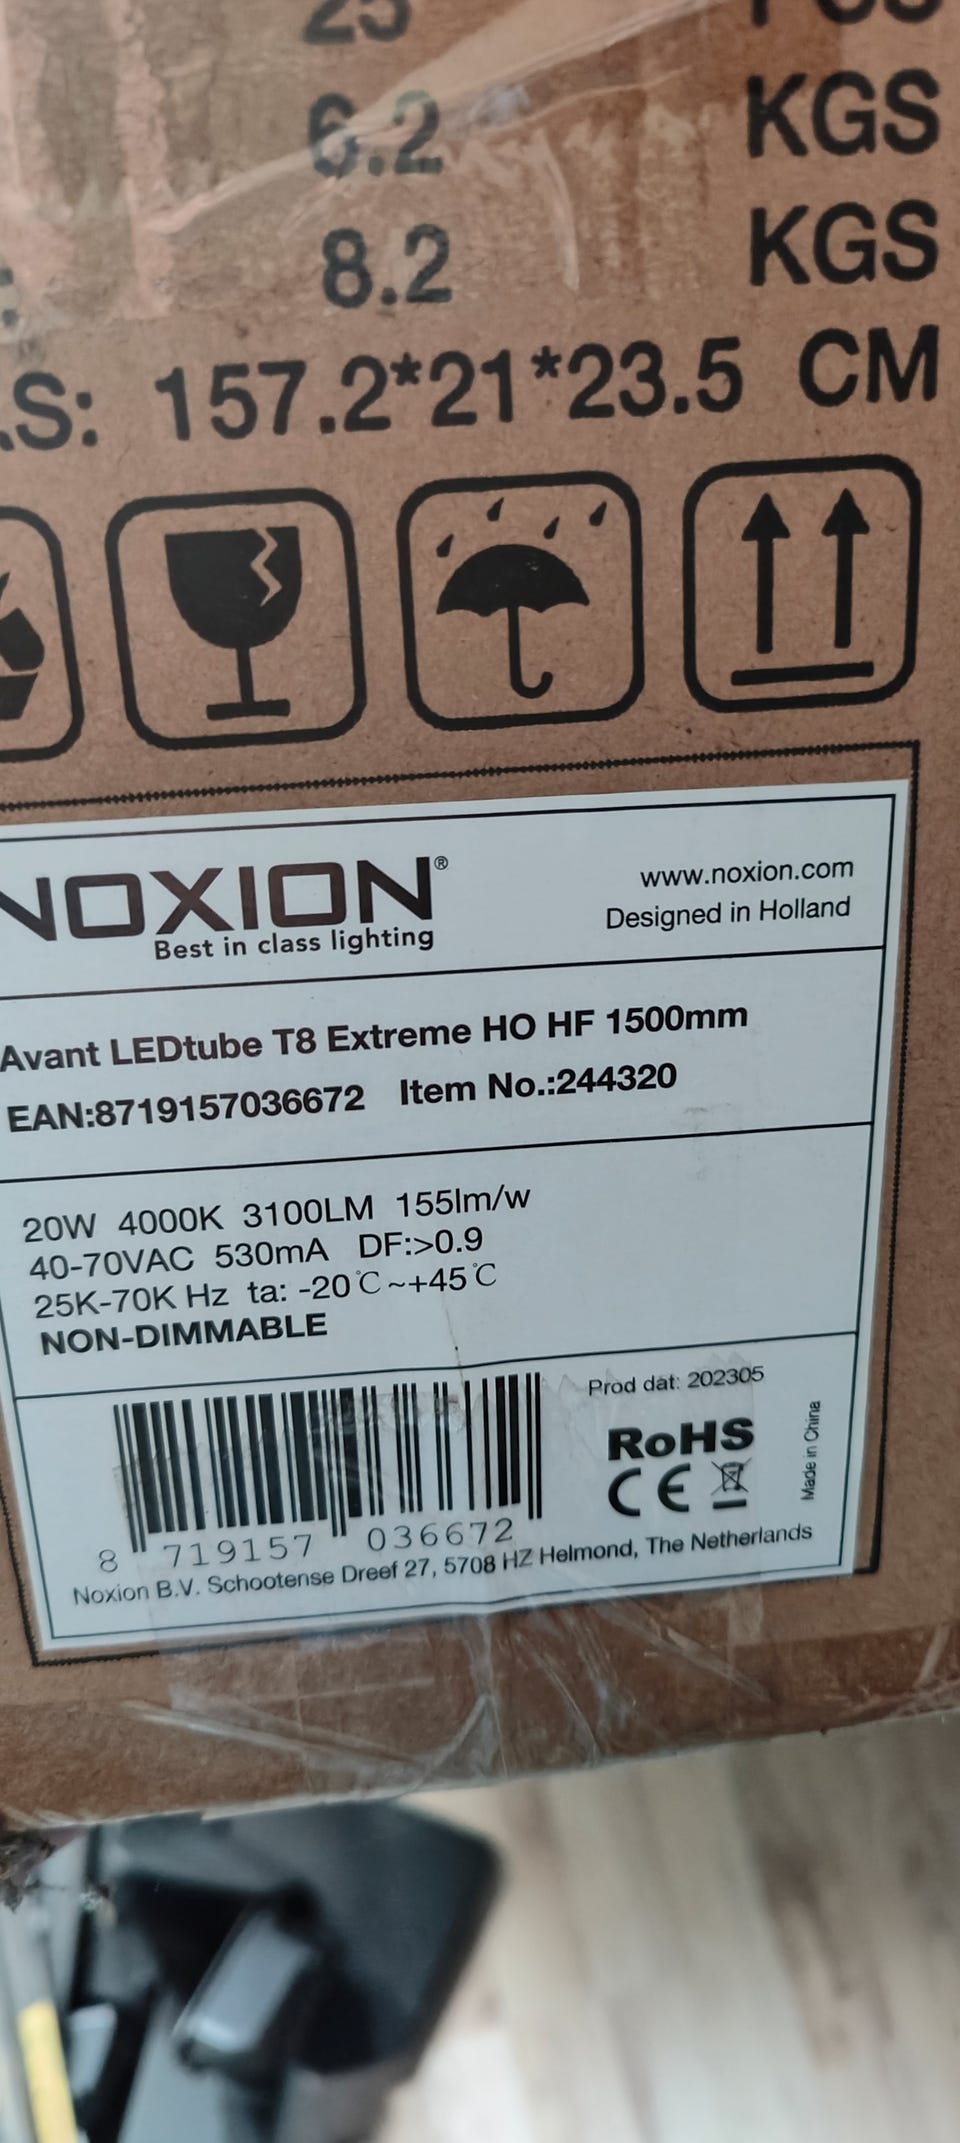 25 PCS
6.2 KGS
8.2 KGS
.S: 157.2*21*23.5 CM
NOXION®
Best in class lighting
www.noxion.com
Designed in Holland
Avant LEDtube T8 Extreme HO HF 1500mm
EAN:8719157036672 Item No.:244320
20W 4000K 3100LM 155lm/w
40-70VAC 530mA DF:>0.9
25K-70K Hz ta: -20℃~+45℃
NON-DIMMABLE
Prod dat: 202305
RoHS
CE
Made in China
8 719157 036672
Noxion B.V. Schootense Dreef 27, 5708 HZ Helmond, The Netherlands